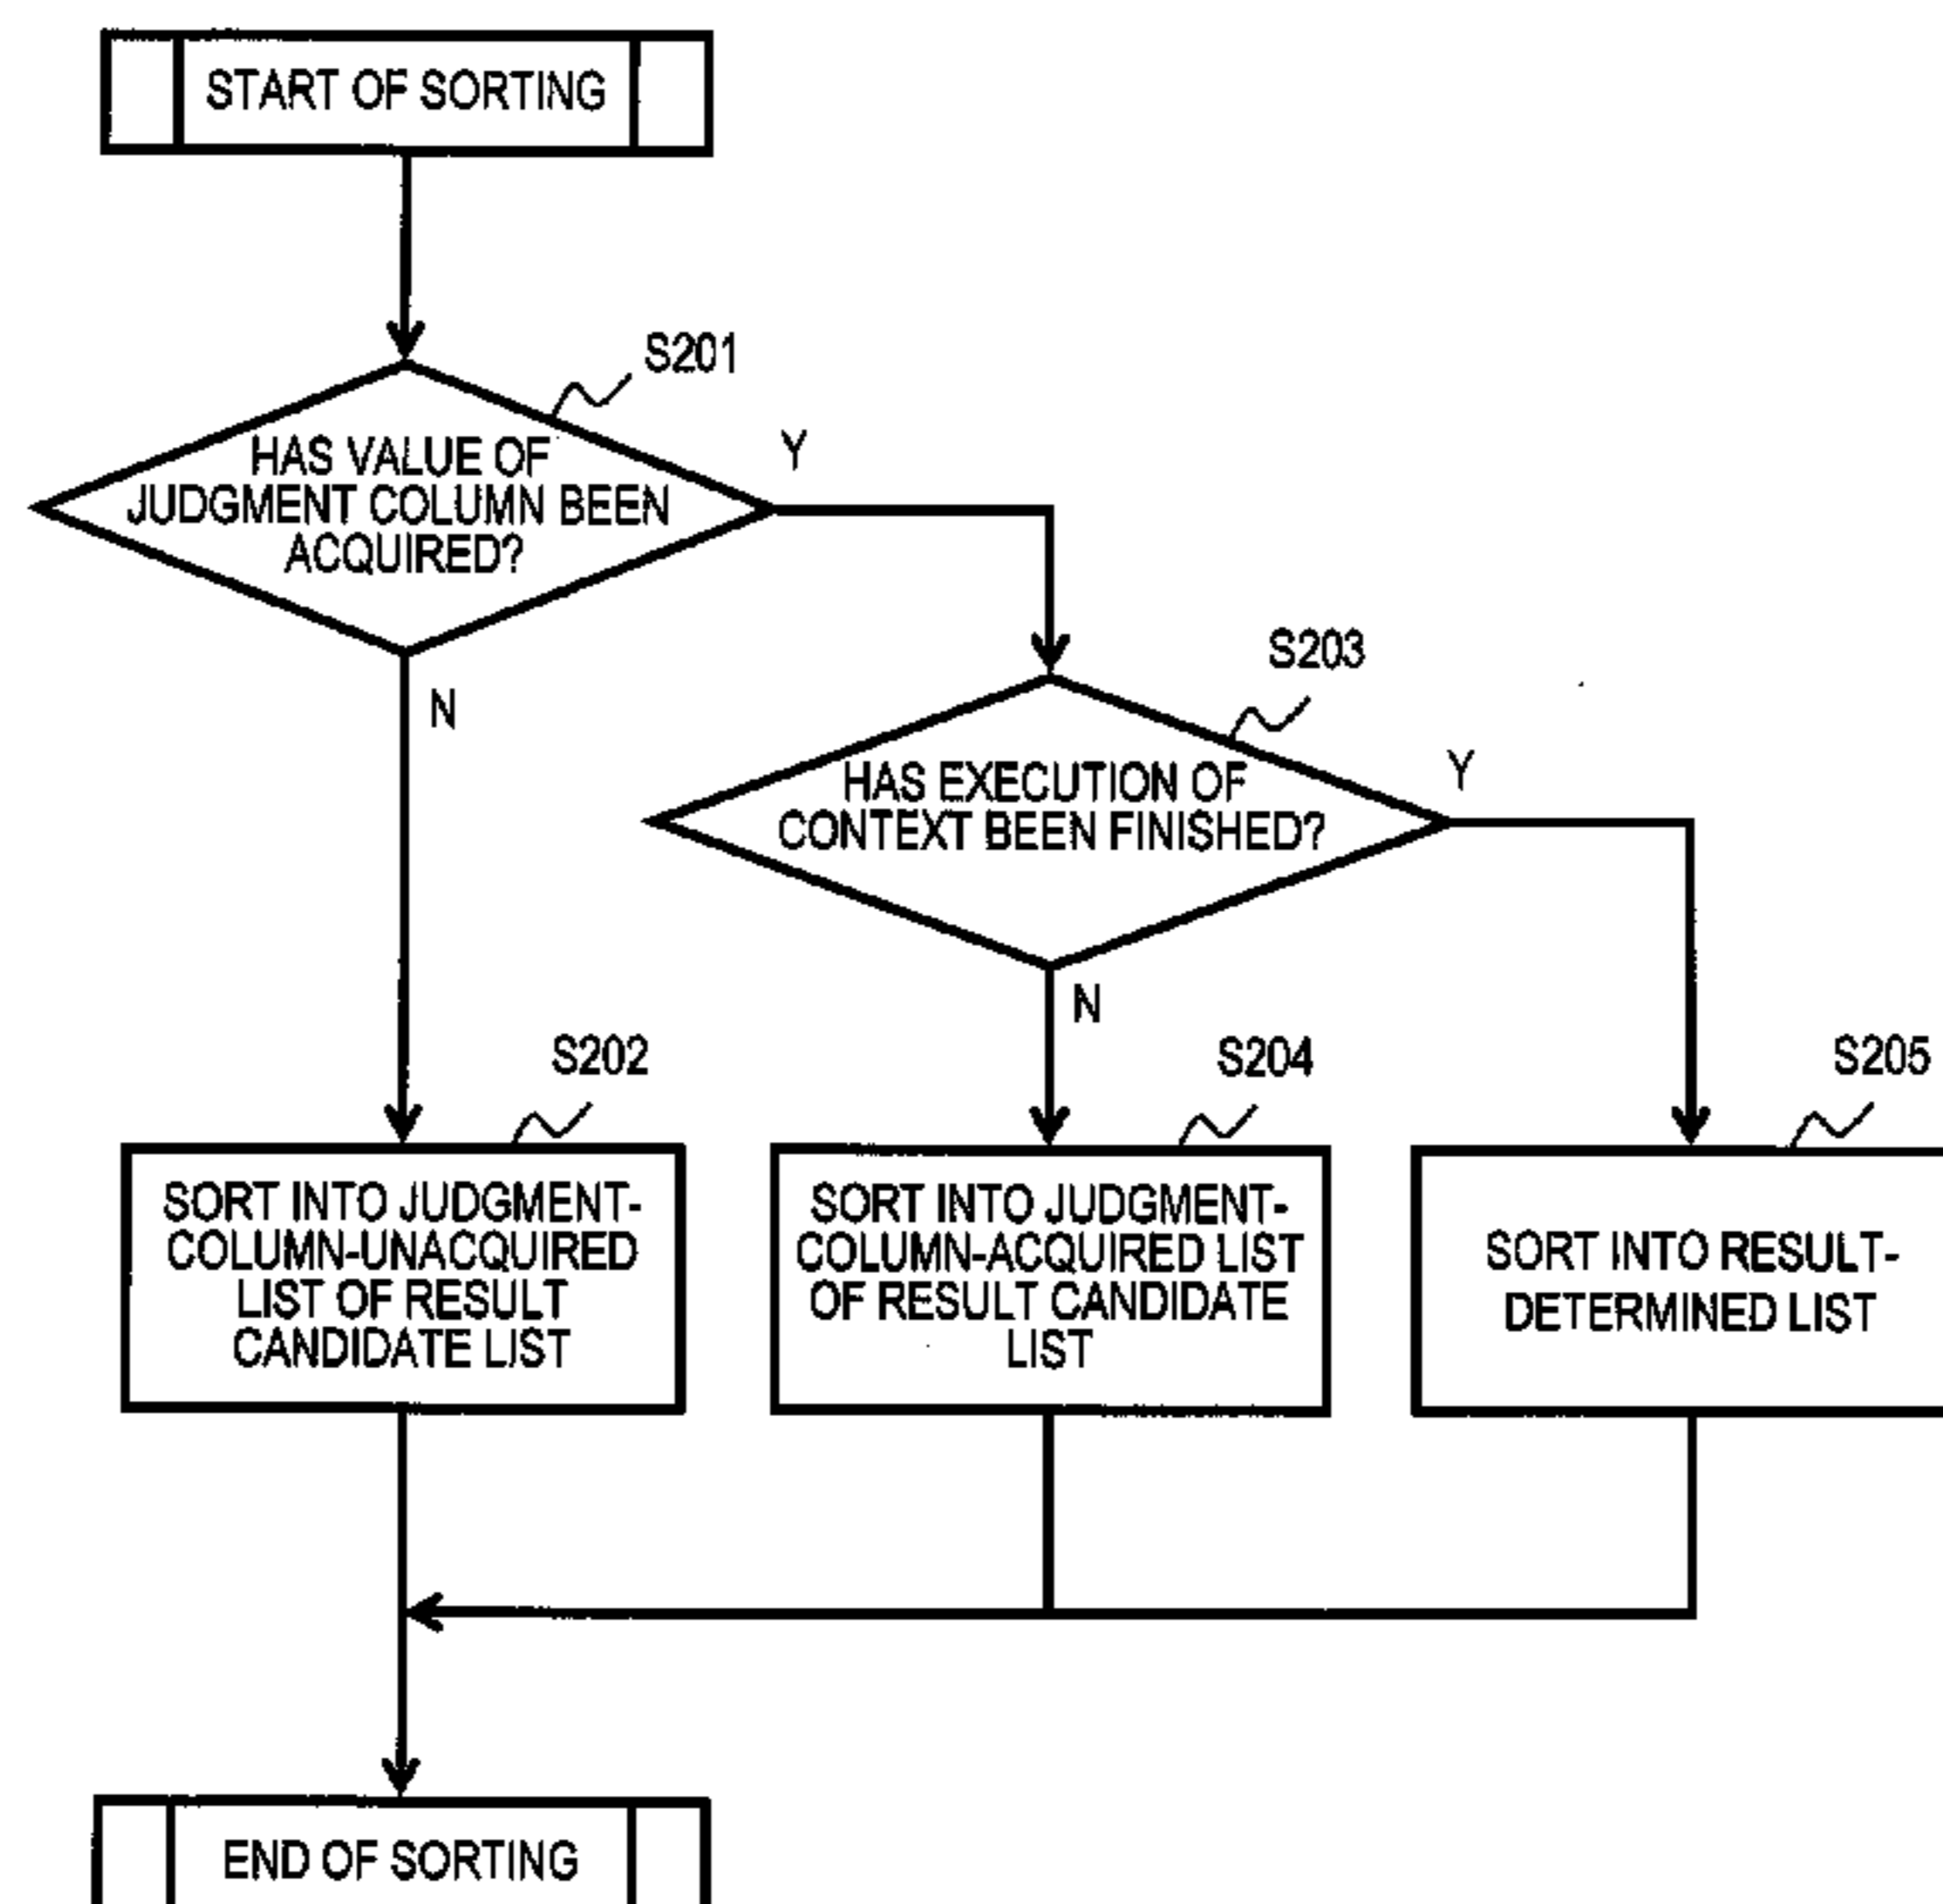 START OF SORTING
S201
HAS VALUE OF
JUDGMENT COLUMN BEEN
ACQUIRED?
Y
N
S203
HAS EXECUTION OF
CONTEXT BEEN FINISHED?
Y
N
S202
SORT INTO JUDGMENT-
COLUMN-UNACQUIRED
LIST OF RESULT
CANDIDATE LIST
S204
SORT INTO JUDGMENT-
COLUMN-ACQUIRED LIST
OF RESULT CANDIDATE
LIST
S205
SORT INTO RESULT-
DETERMINED LIST
END OF SORTING